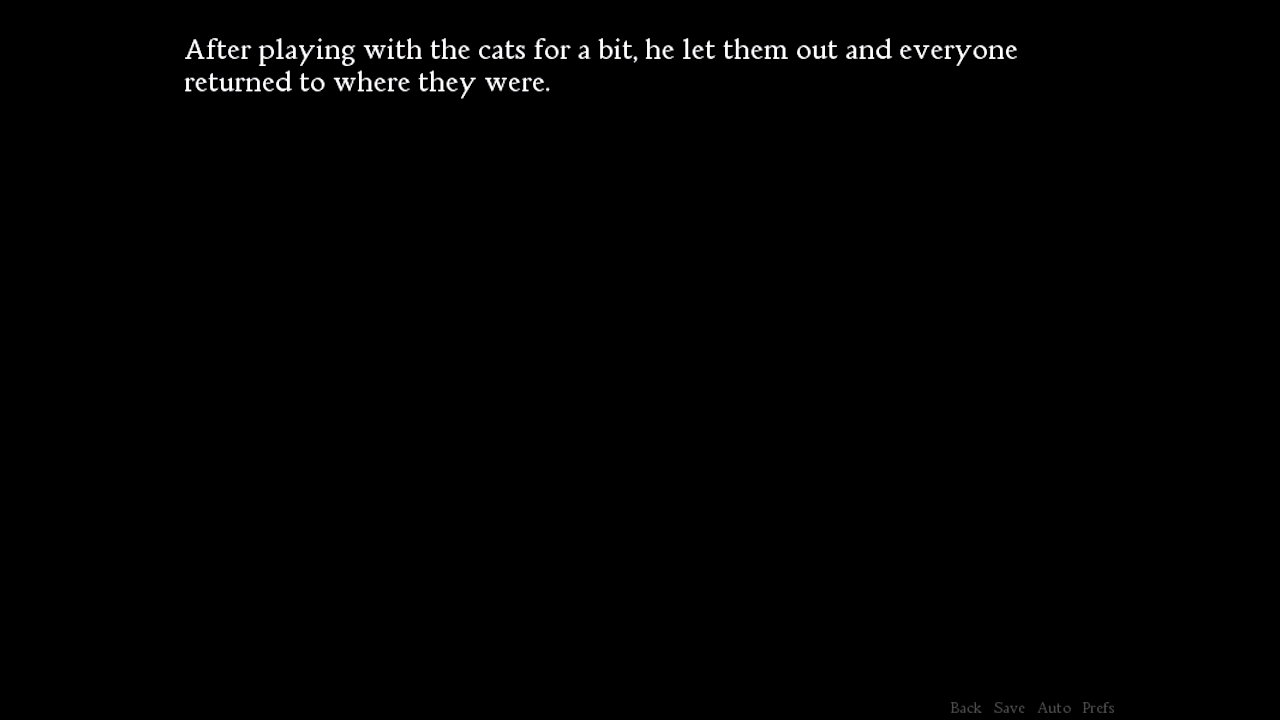 After playing with the cats for a bit, he let them out and everyone
returned to where they were.
Back Save Auto Prefs